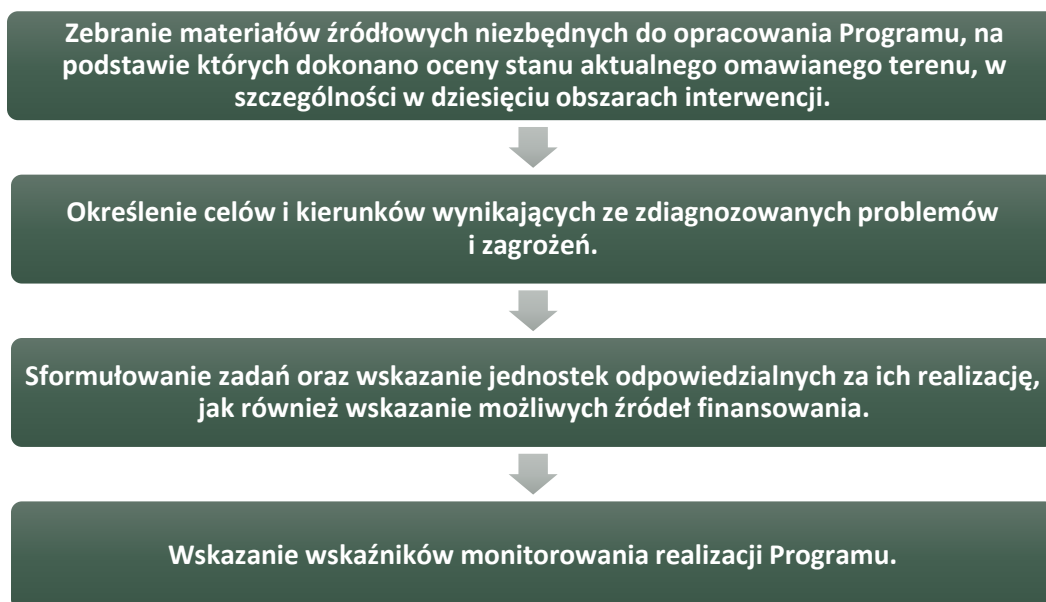 Zebranie materiałów źródłowych niezbędnych do opracowania Programu, na
podstawie których dokonano oceny stanu aktualnego omawianego terenu, w
szczególności w dziesięciu obszarach interwencji.
Określenie celów i kierunków wynikających ze zdiagnozowanych problemów
i zagrożeń.
Sformułowanie zadań oraz wskazanie jednostek odpowiedzialnych za ich realizację,
jak również wskazanie możliwych źródeł finansowania.
Wskazanie wskaźników monitorowania realizacji Programu.